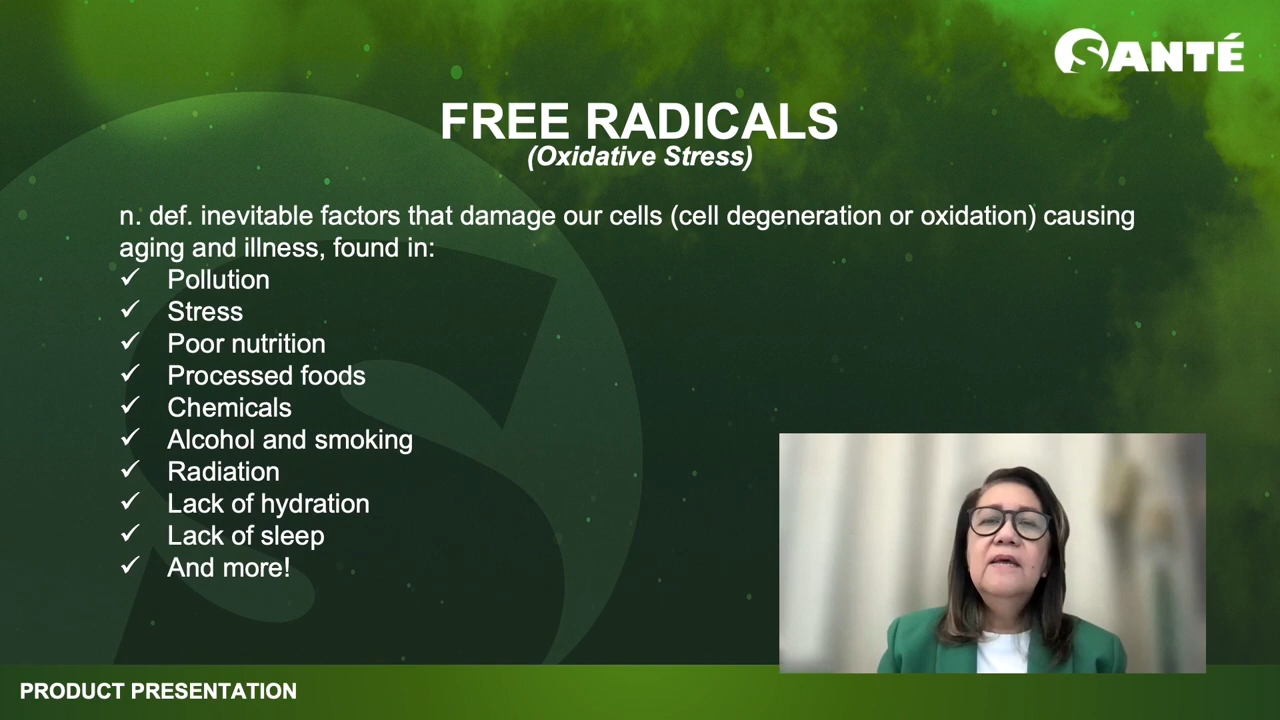 SANTÉ
FREE RADICALS
(Oxidative Stress)
n. def. inevitable factors that damage our cells (cell degeneration or oxidation) causing
aging and illness, found in:
✓ Pollution
✓ Stress
✓ Poor nutrition
✓ Processed foods
✓ Chemicals
✓ Alcohol and smoking
✓ Radiation
✓ Lack of hydration
✓ Lack of sleep
✓ And more!
PRODUCT PRESENTATION